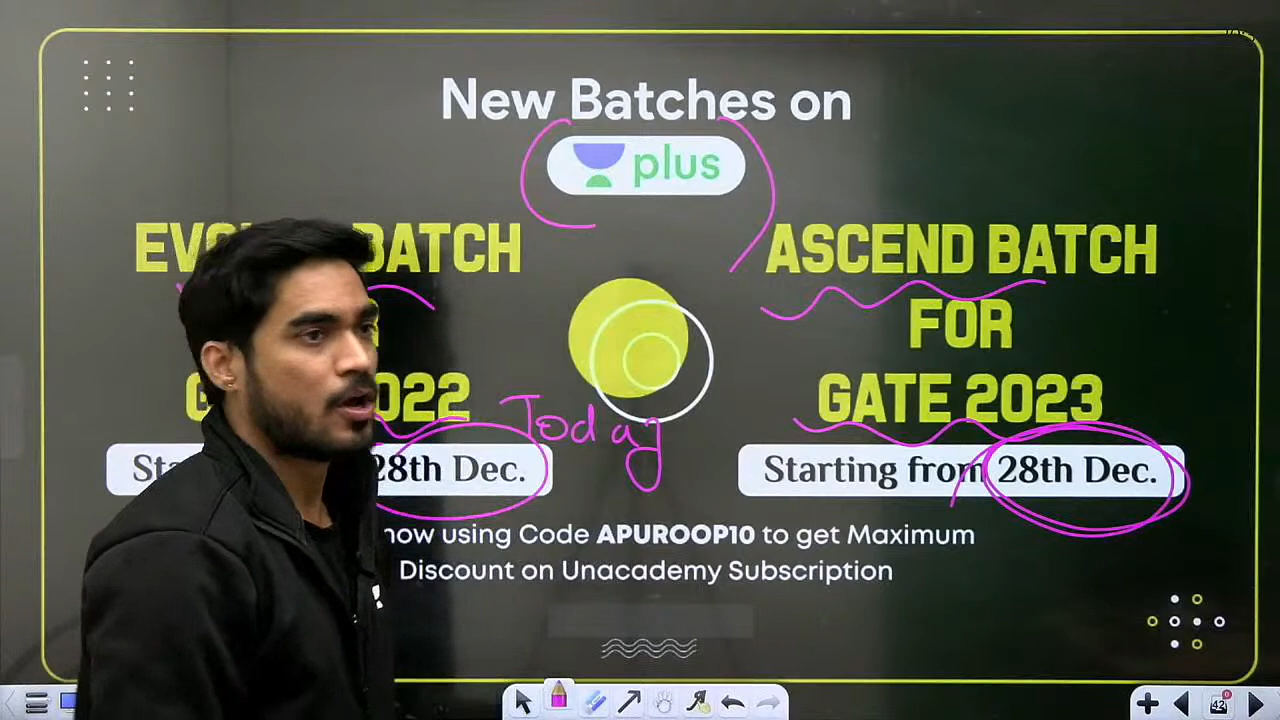 New Batches on
plus
BATCH
ASCEND BATCH
FOR
GATE 2023
Today
28th Dec.
Starting from 28th Dec.
now using Code APUROOP10 to get Maximum
Discount on Unacademy Subscription
42